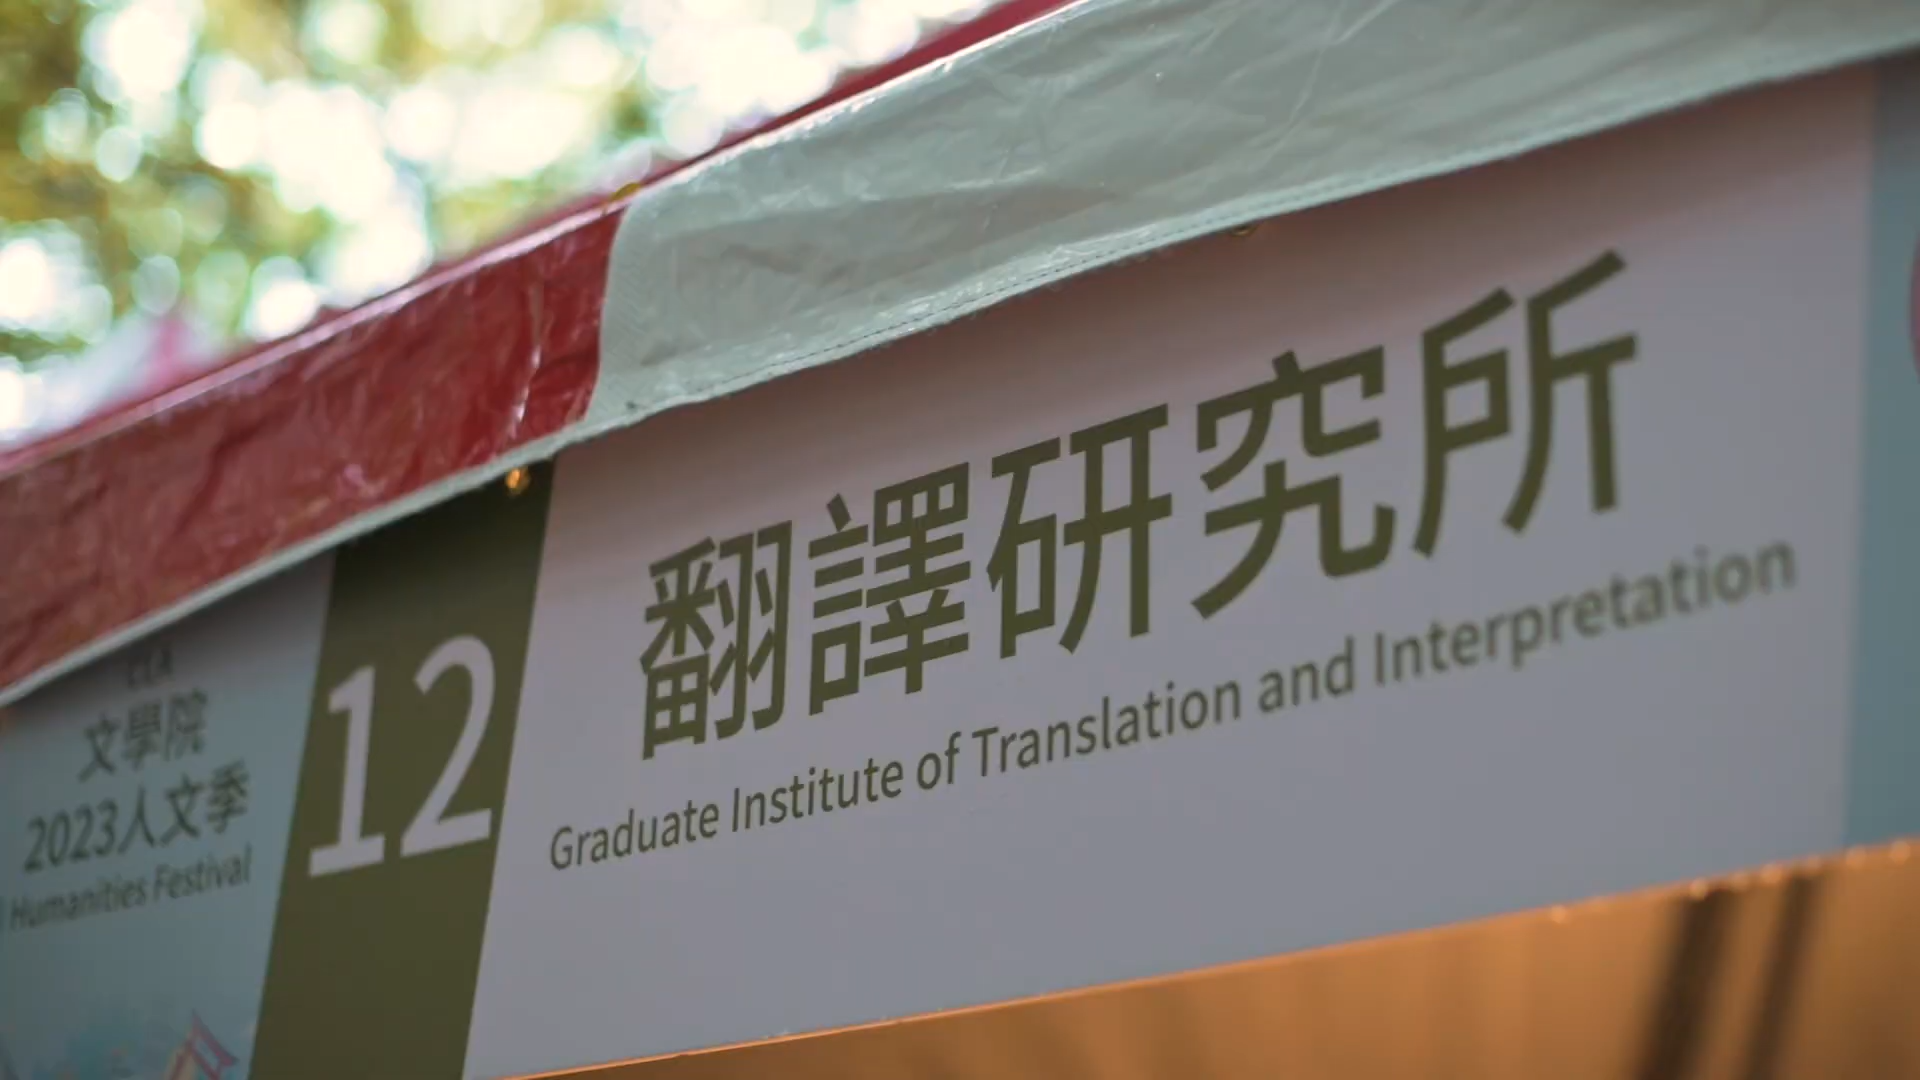 CLA
文學院
2023人文季
Humanities Festival
12
翻譯研究所
Graduate Institute of Translation and Interpretation